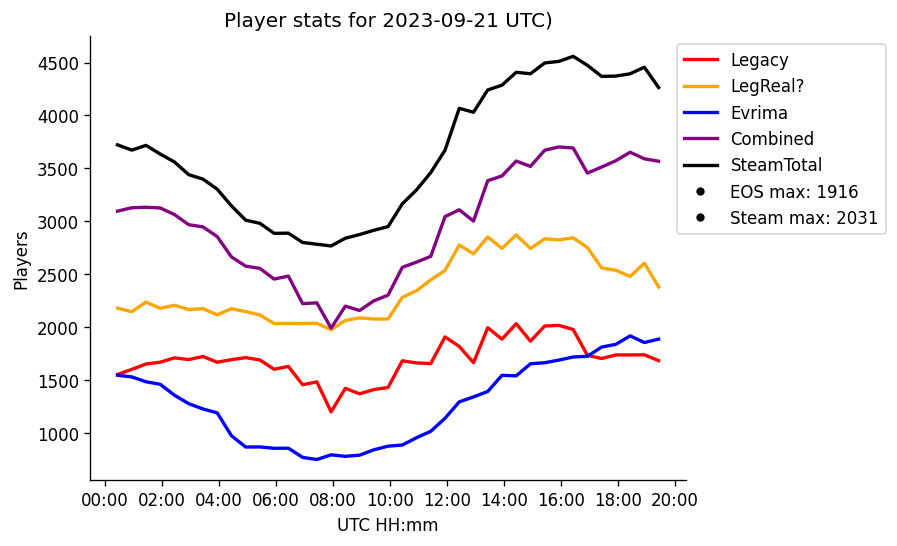 Player stats for 2023-09-21 UTC)
Legacy
LegReal?
Evrima
Combined
SteamTotal
EOS max: 1916
Steam max: 2031
Players
4500
4000
3500
3000
2500
2000
1500
1000
00:00 02:00 04:00 06:00 08:00 10:00 12:00 14:00 16:00 18:00 20:00
UTC HH:mm